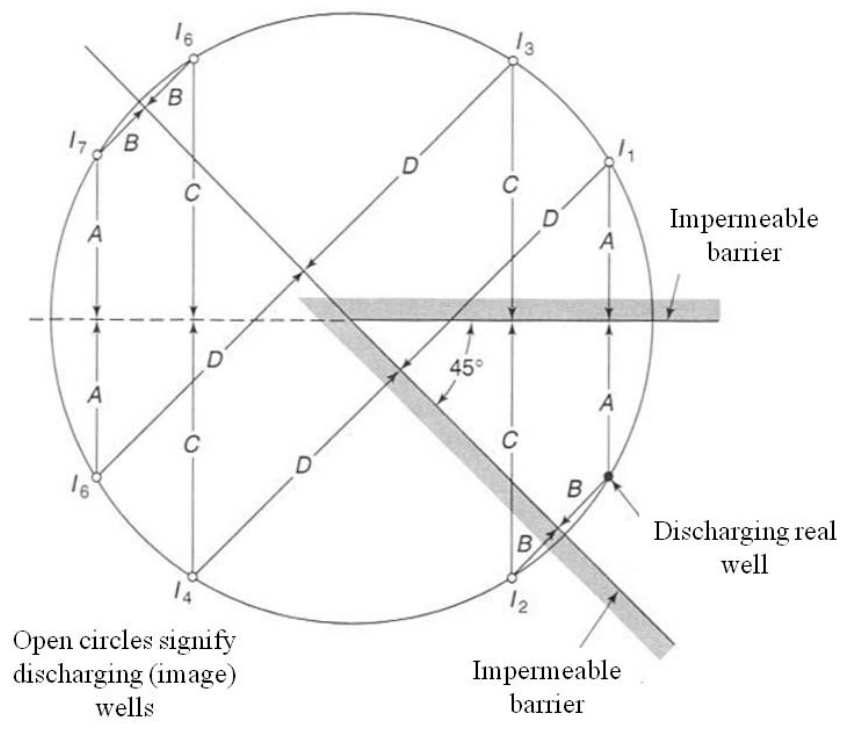 I6
I3
B
I7
B
I1
D
C
C
D
A
A
Impermeable
barrier
D
45°
A
A
C
C
D
B
I6
B
Discharging real
well
I4
I2
Open circles signify
discharging (image)
wells
Impermeable
barrier